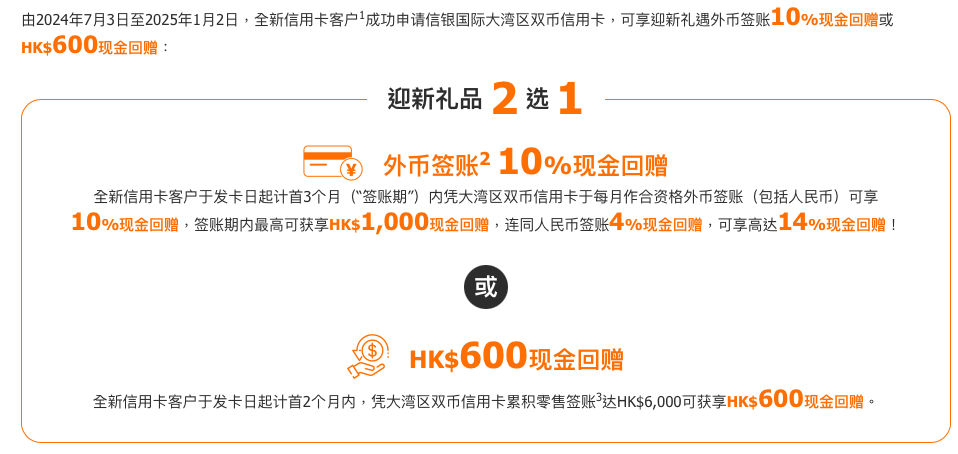 由2024年7月3日至2025年1月2日，全新信用卡客户1成功申请信银国际大湾区双币信用卡，可享迎新礼遇外币签账10%现金回赠或
HK$600现金回赠：
迎新礼品 2 选 1
外币签账2 10%现金回赠
全新信用卡客户于发卡日起计首3个月（“签账期”）内凭大湾区双币信用卡于每月作合资格外币签账（包括人民币）可享
10%现金回赠，签账期内最高可获享HK$1,000现金回赠，连同人民币签账4%现金回赠，可享高达14%现金回赠！
或
HK$600现金回赠
全新信用卡客户于发卡日起计首2个月内，凭大湾区双币信用卡累积零售签账3达HK$6,000可获享HK$600现金回赠。